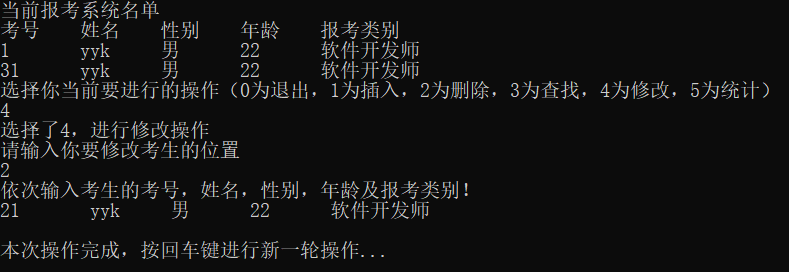 当前报考系统名单
考号 姓名 性别 年龄 报考类别
1 yyk 男 22 软件开发师
31 yyk 男 22 软件开发师
选择你当前要进行的操作（0为退出，1为插入，2为删除，3为查找，4为修改，5为统计）
4
选择了4，进行修改操作
请输入你要修改考生的位置
2
依次输入考生的考号，姓名，性别，年龄及报考类别！
21 yyk 男 22 软件开发师
本次操作完成，按回车键进行新一轮操作...